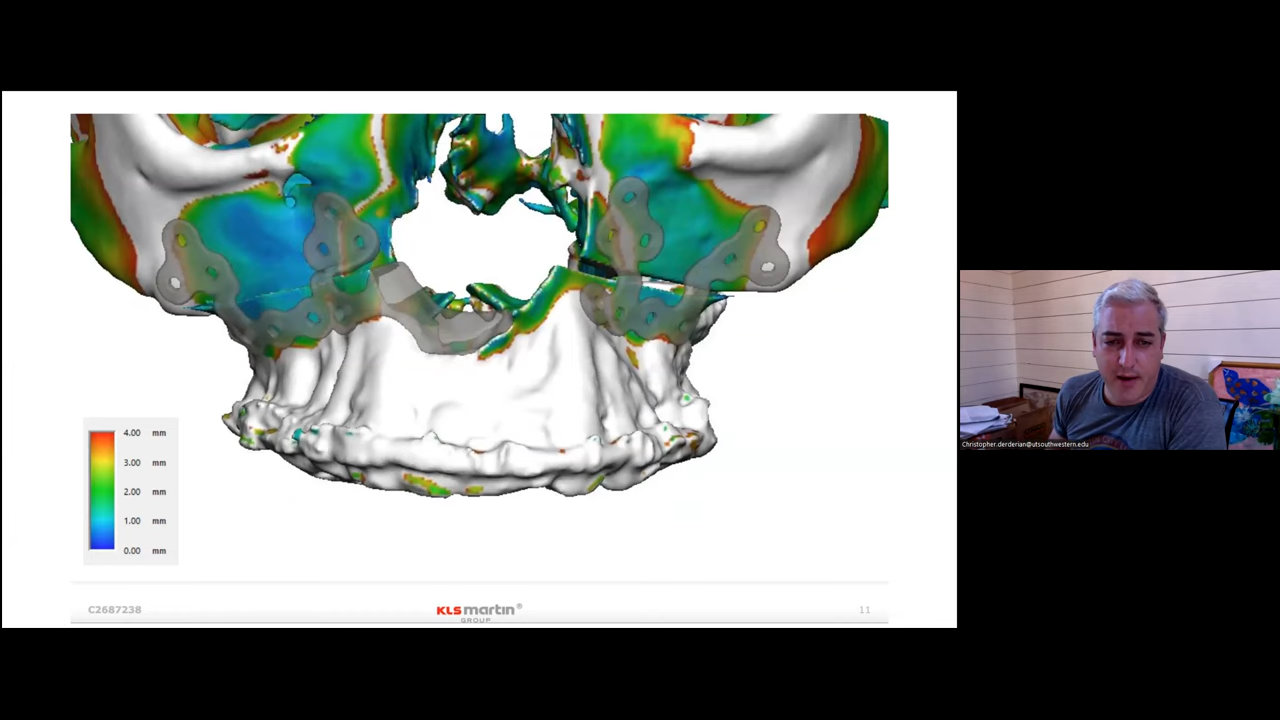 4.00 mm
3.00 mm
2.00 mm
1.00 mm
0.00 mm
C2687238
KLS martin®
GROUP
11
Christopher.derderian@utsouthwestern.edu